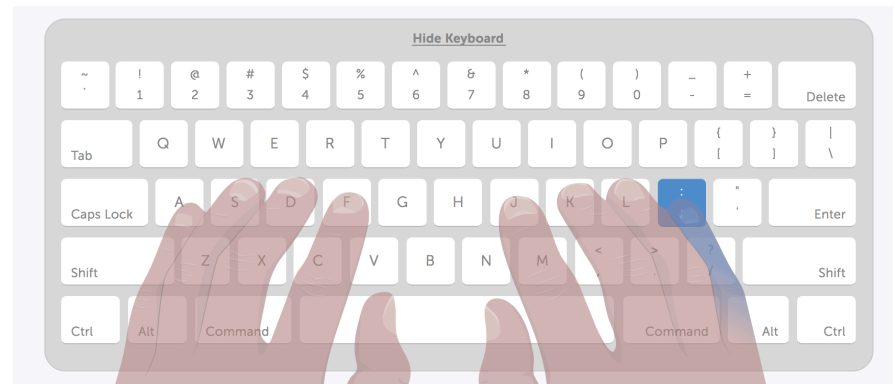 Hide Keyboard
~ ! @ # $ % ^ & * ( ) _ +
` 1 2 3 4 5 6 7 8 9 0 - = Delete
Tab Q W E R T Y U I O P { [ } ] | \
Caps Lock A S D F G H J K L : ; " ' Enter
Shift Z X C V B N M < , > . ? / Shift
Ctrl Alt Command Command Alt Ctrl